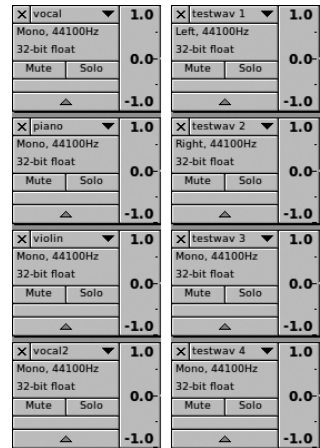 X vocal
1.0
Mono, 44100Hz
32-bit float
0.0-
Mute Solo
-1.0
X piano
1.0
Mono, 44100Hz
32-bit float
0.0-
Mute Solo
-1.0
X violin
1.0
Mono, 44100Hz
32-bit float
0.0-
Mute Solo
-1.0
X vocal2
1.0
Mono, 44100Hz
32-bit float
0.0-
Mute Solo
-1.0
X testwav 1
1.0
Left, 44100Hz
32-bit float
0.0-
Mute Solo
-1.0
X testwav 2
1.0
Right, 44100Hz
32-bit float
0.0-
Mute Solo
-1.0
X testwav 3
1.0
Mono, 44100Hz
32-bit float
0.0-
Mute Solo
-1.0
X testwav 4
1.0
Mono, 44100Hz
32-bit float
0.0-
Mute Solo
-1.0